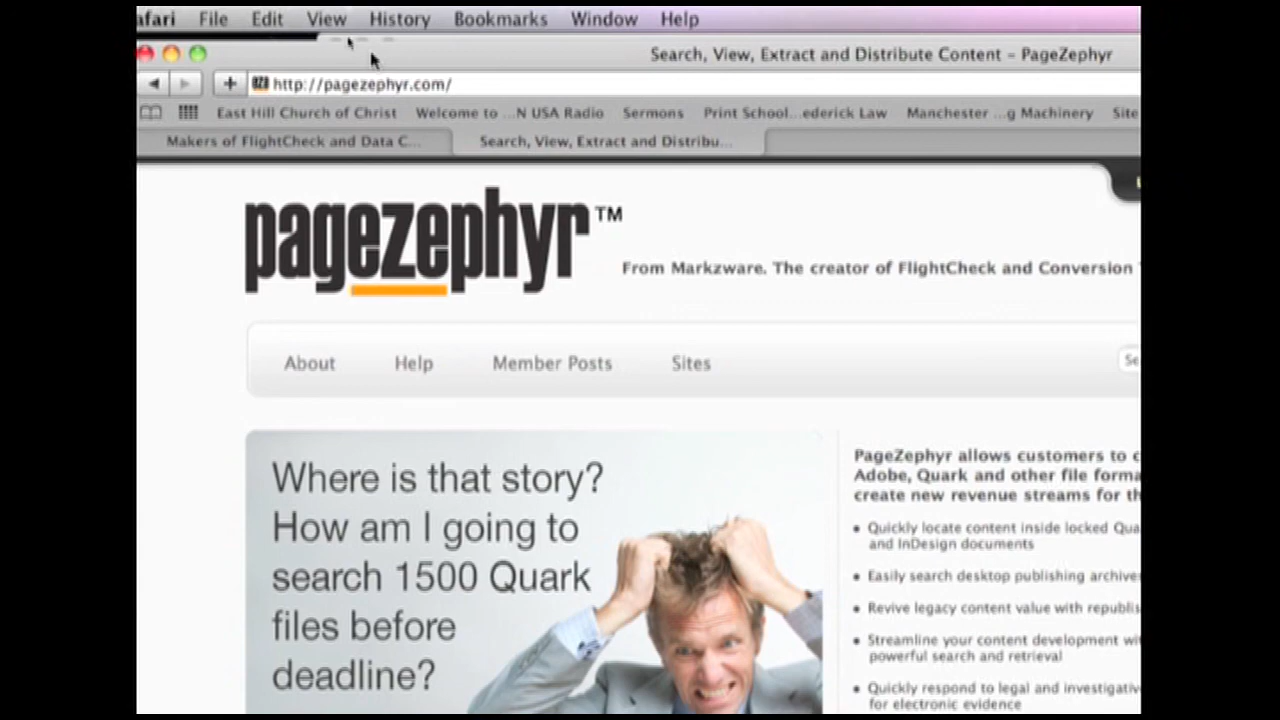 afari File Edit View History Bookmarks Window Help
Search, View, Extract and Distribute Content – PageZephyr
http://pagezephyr.com/
East Hill Church of Christ Welcome to ...N USA Radio Sermons Print School...ederick Law Manchester ...g Machinery Site
Makers of FlightCheck and Data C... Search, View, Extract and Distribu...
pagezephyr™
From Markzware. The creator of FlightCheck and Conversion
About Help Member Posts Sites
Se
Where is that story?
How am I going to
search 1500 Quark
files before
deadline?
PageZephyr allows customers to c
Adobe, Quark and other file forma
create new revenue streams for th
• Quickly locate content inside locked Qua
and InDesign documents
• Easily search desktop publishing archive
• Revive legacy content value with republis
• Streamline your content development wi
powerful search and retrieval
• Quickly respond to legal and investigativ
for electronic evidence